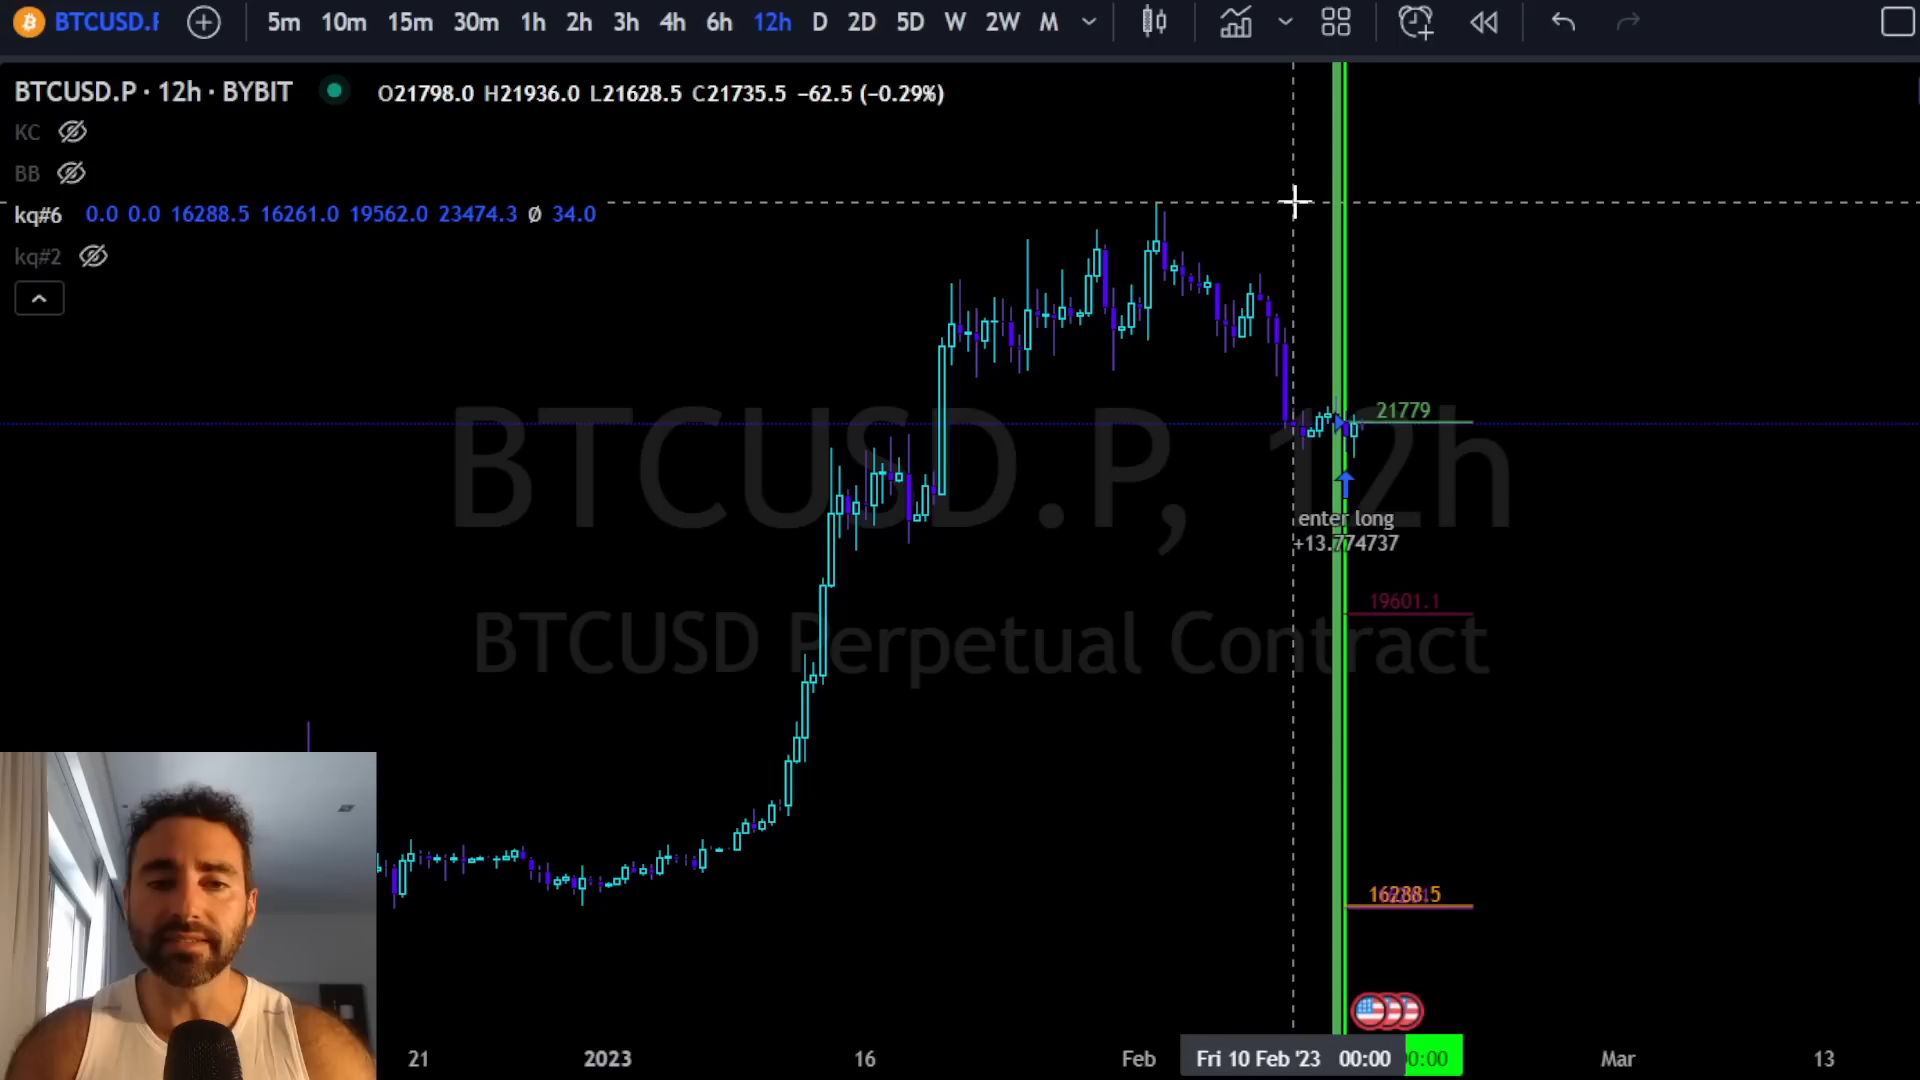 BTCUSD.P 5m 10m 15m 30m 1h 2h 3h 4h 6h 12h D 2D 5D W 2W M
BTCUSD.P · 12h · BYBIT O21798.0 H21936.0 L21628.5 C21735.5 −62.5 (−0.29%)
KC
BB
kq#6 0.0 0.0 16288.5 16261.0 19562.0 23474.3 Ø 34.0
kq#2
BTCUSD.P, 12h
BTCUSD Perpetual Contract
21779
enter long
+13.774737
19601.1
16288.5
21 2023 16 Feb Fri 10 Feb '23 00:00 0:00 Mar 13